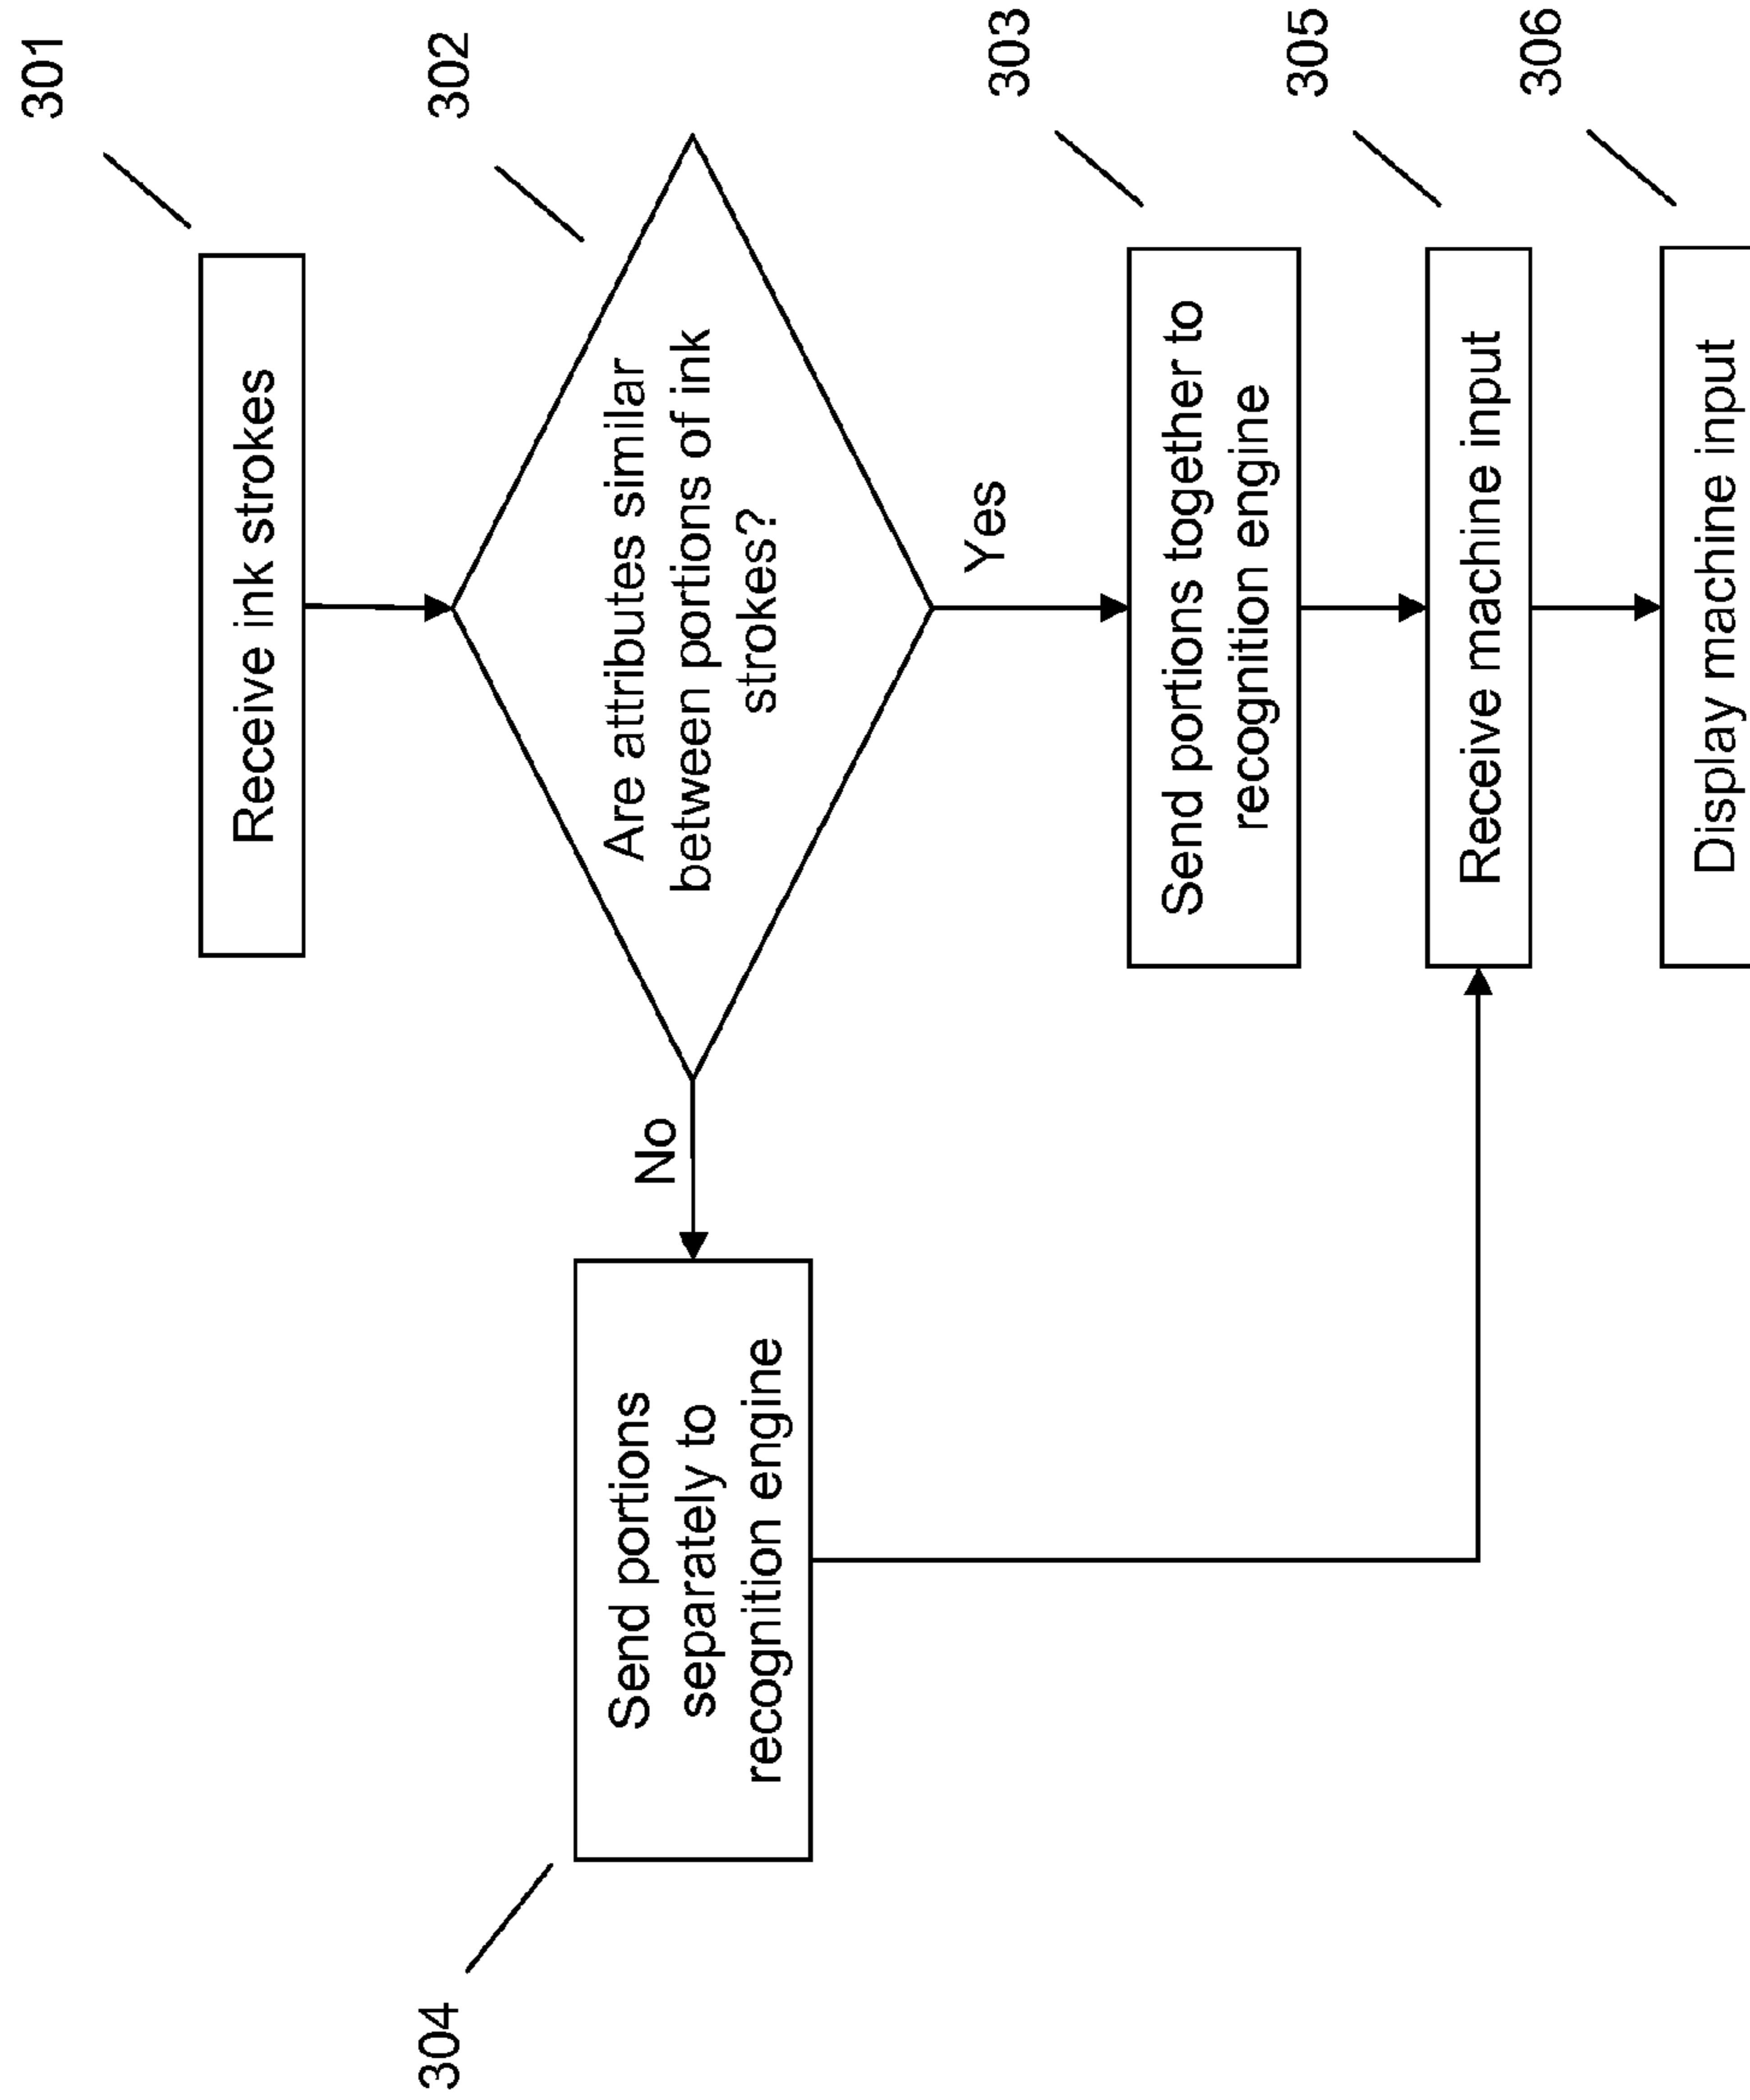 301
Receive ink strokes
302
Are attributes similar
between portions of ink
strokes?
No
Yes
304
Send portions
separately to
recognition engine
303
Send portions together to
recognition engine
305
Receive machine input
306
Display machine input